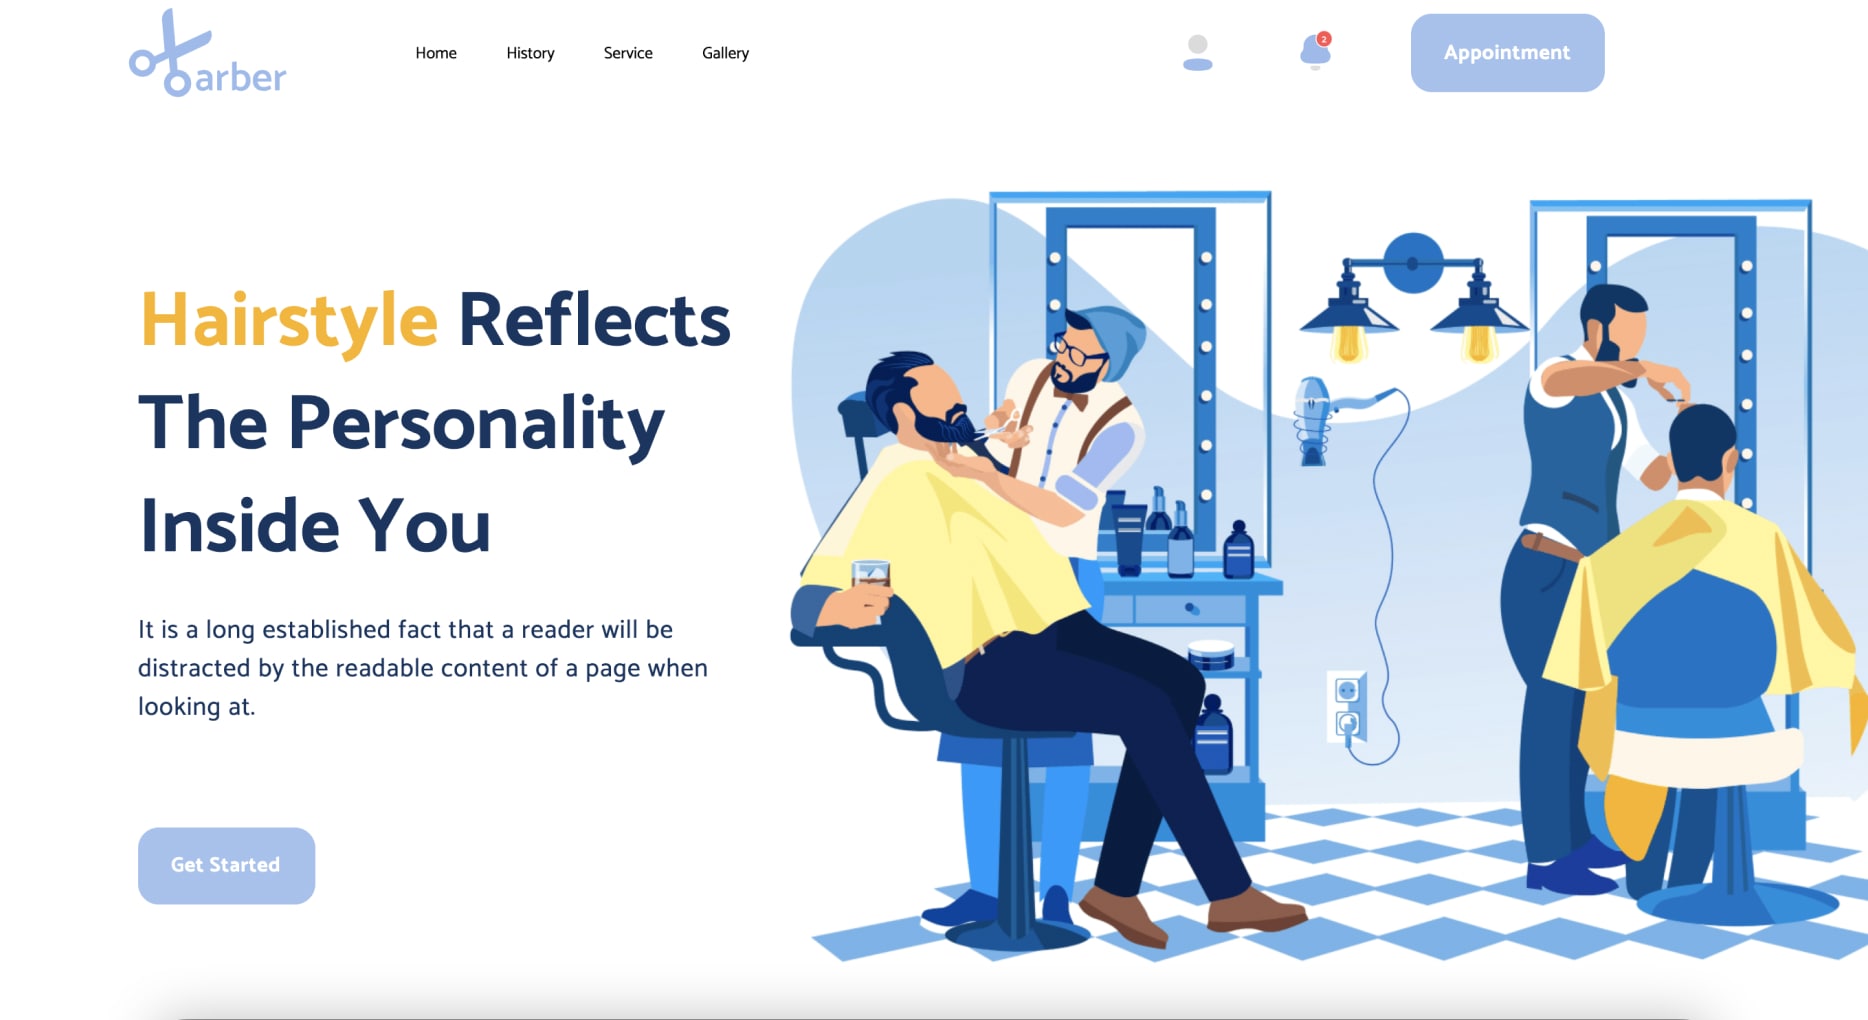 arber
Home
History
Service
Gallery
2
Appointment
Hairstyle Reflects
The Personality
Inside You
It is a long established fact that a reader will be
distracted by the readable content of a page when
looking at.
Get Started